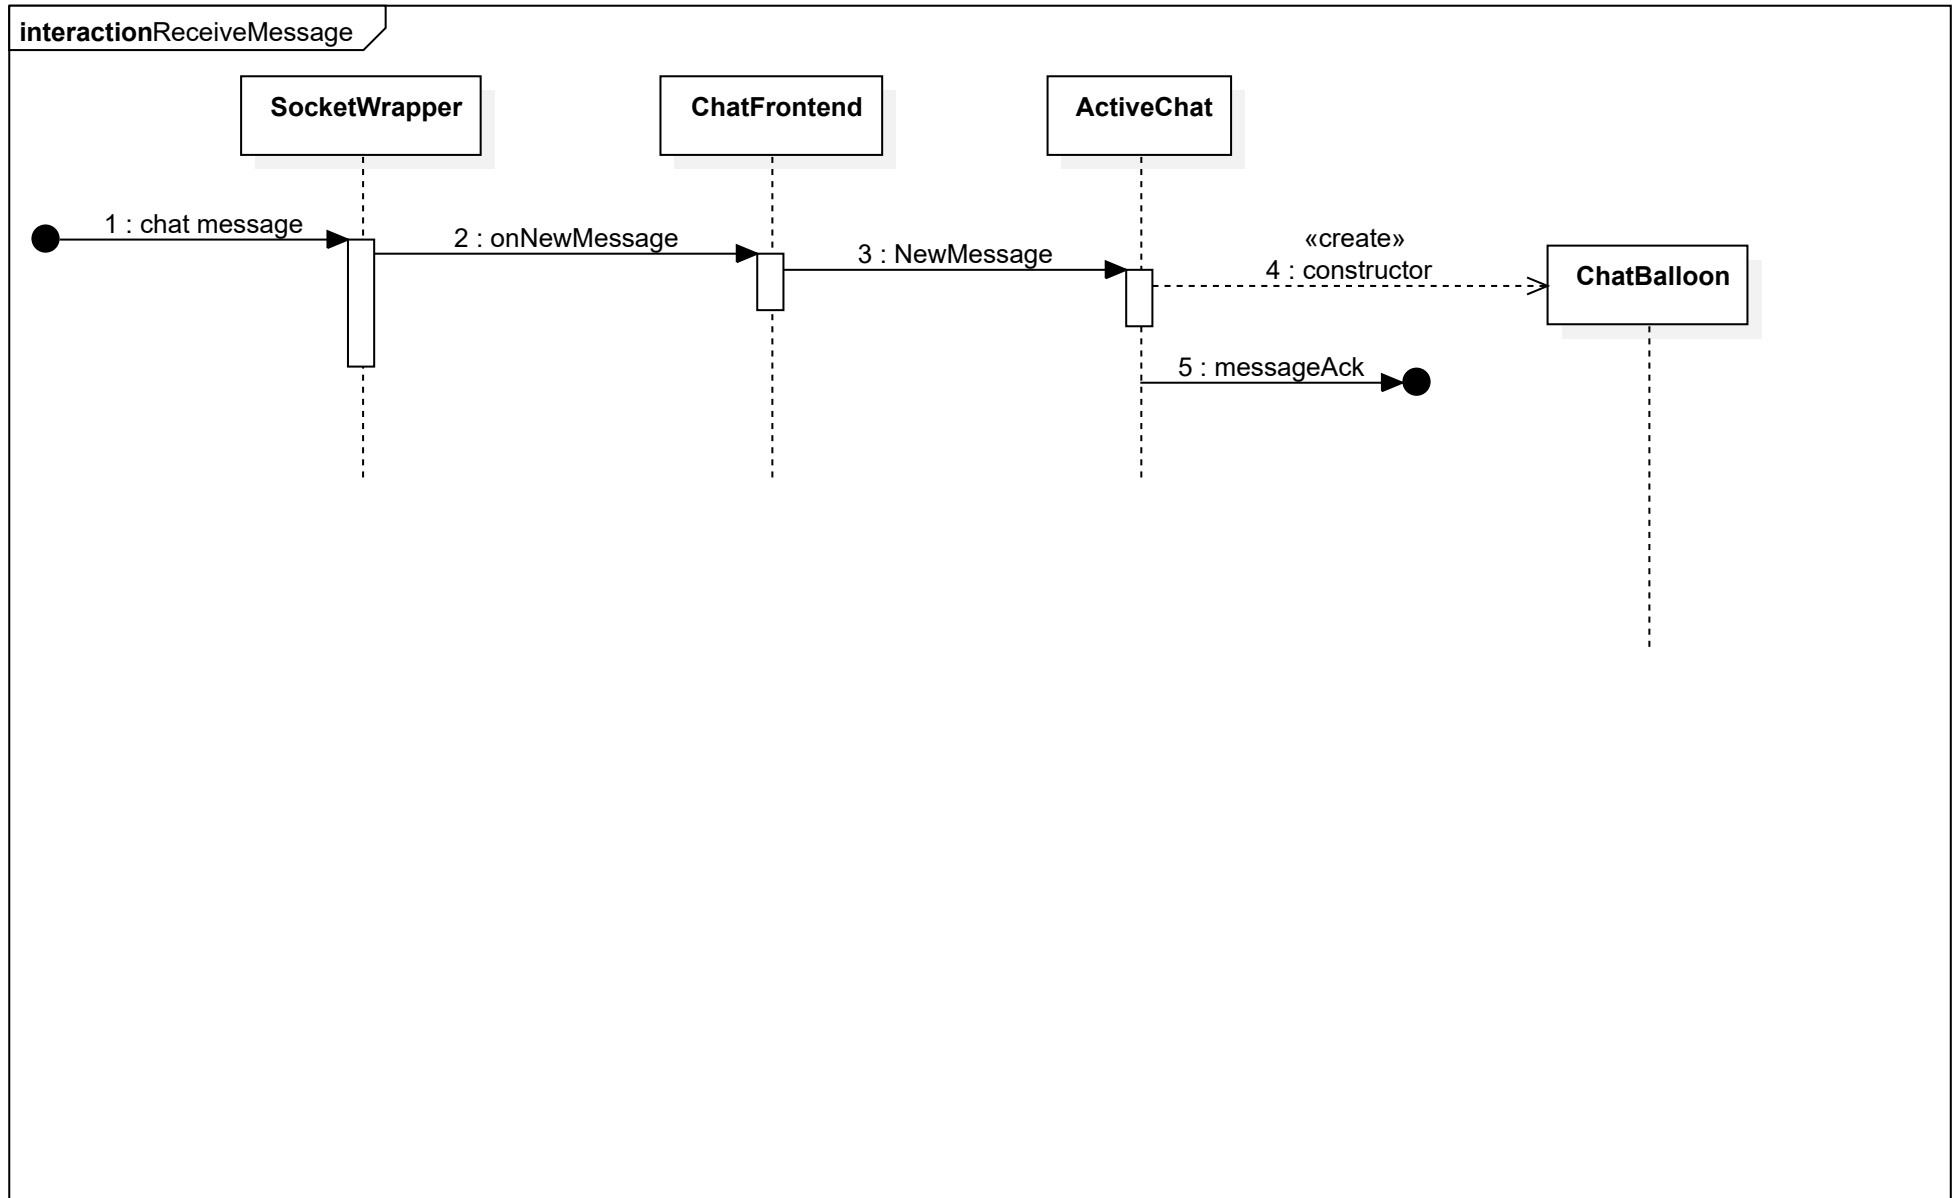 interactionReceiveMessage
SocketWrapper
ChatFrontend
ActiveChat
1 : chat message
2 : onNewMessage
3 : NewMessage
«create»
4 : constructor
ChatBalloon
5 : messageAck